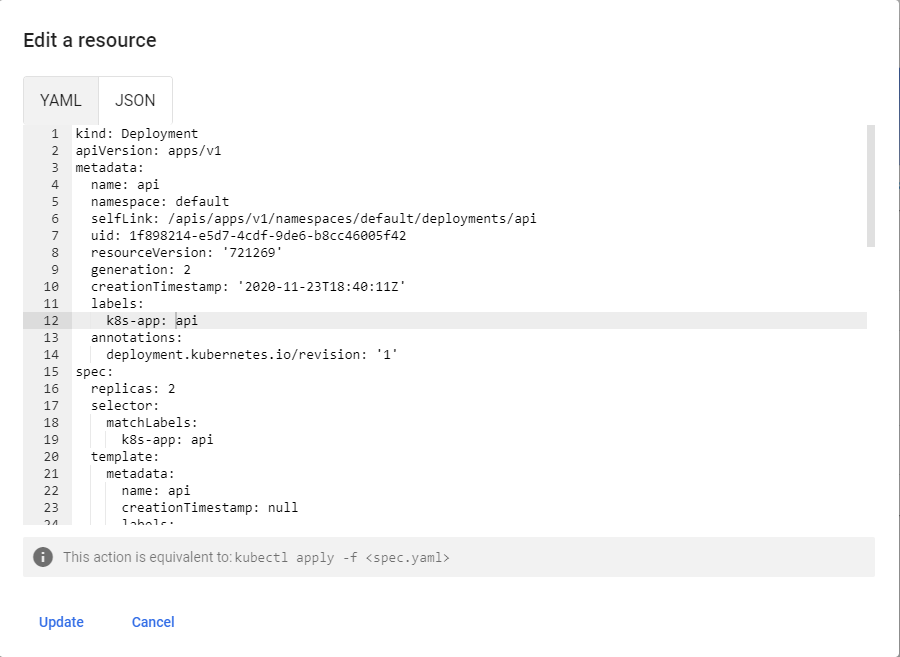 Edit a resource
YAML JSON
1 kind: Deployment
2 apiVersion: apps/v1
3 metadata:
4   name: api
5   namespace: default
6   selfLink: /apis/apps/v1/namespaces/default/deployments/api
7   uid: 1f898214-e5d7-4cdf-9de6-b8cc46005f42
8   resourceVersion: '721269'
9   generation: 2
10   creationTimestamp: '2020-11-23T18:40:11Z'
11   labels:
12     k8s-app: api
13   annotations:
14     deployment.kubernetes.io/revision: '1'
15 spec:
16   replicas: 2
17   selector:
18     matchLabels:
19       k8s-app: api
20   template:
21     metadata:
22       name: api
23       creationTimestamp: null
24       labels:
This action is equivalent to: kubectl apply -f <spec.yaml>
Update Cancel